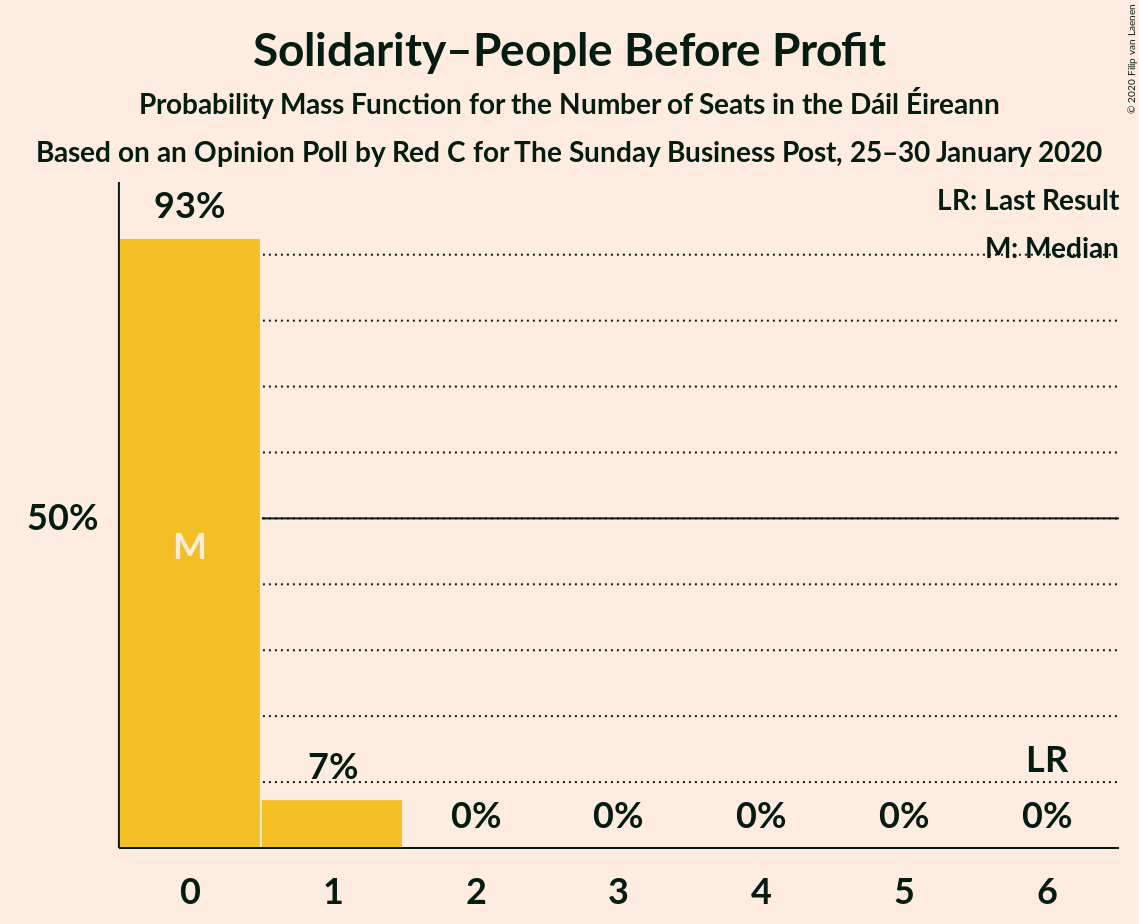 Solidarity–People Before Profit
Probability Mass Function for the Number of Seats in the Dáil Éireann
Based on an Opinion Poll by Red C for The Sunday Business Post, 25–30 January 2020
© 2020 Filip van Laenen
LR: Last Result
M: Median
93%
50%
M
7%
LR
0% 0% 0% 0% 0%
0 1 2 3 4 5 6